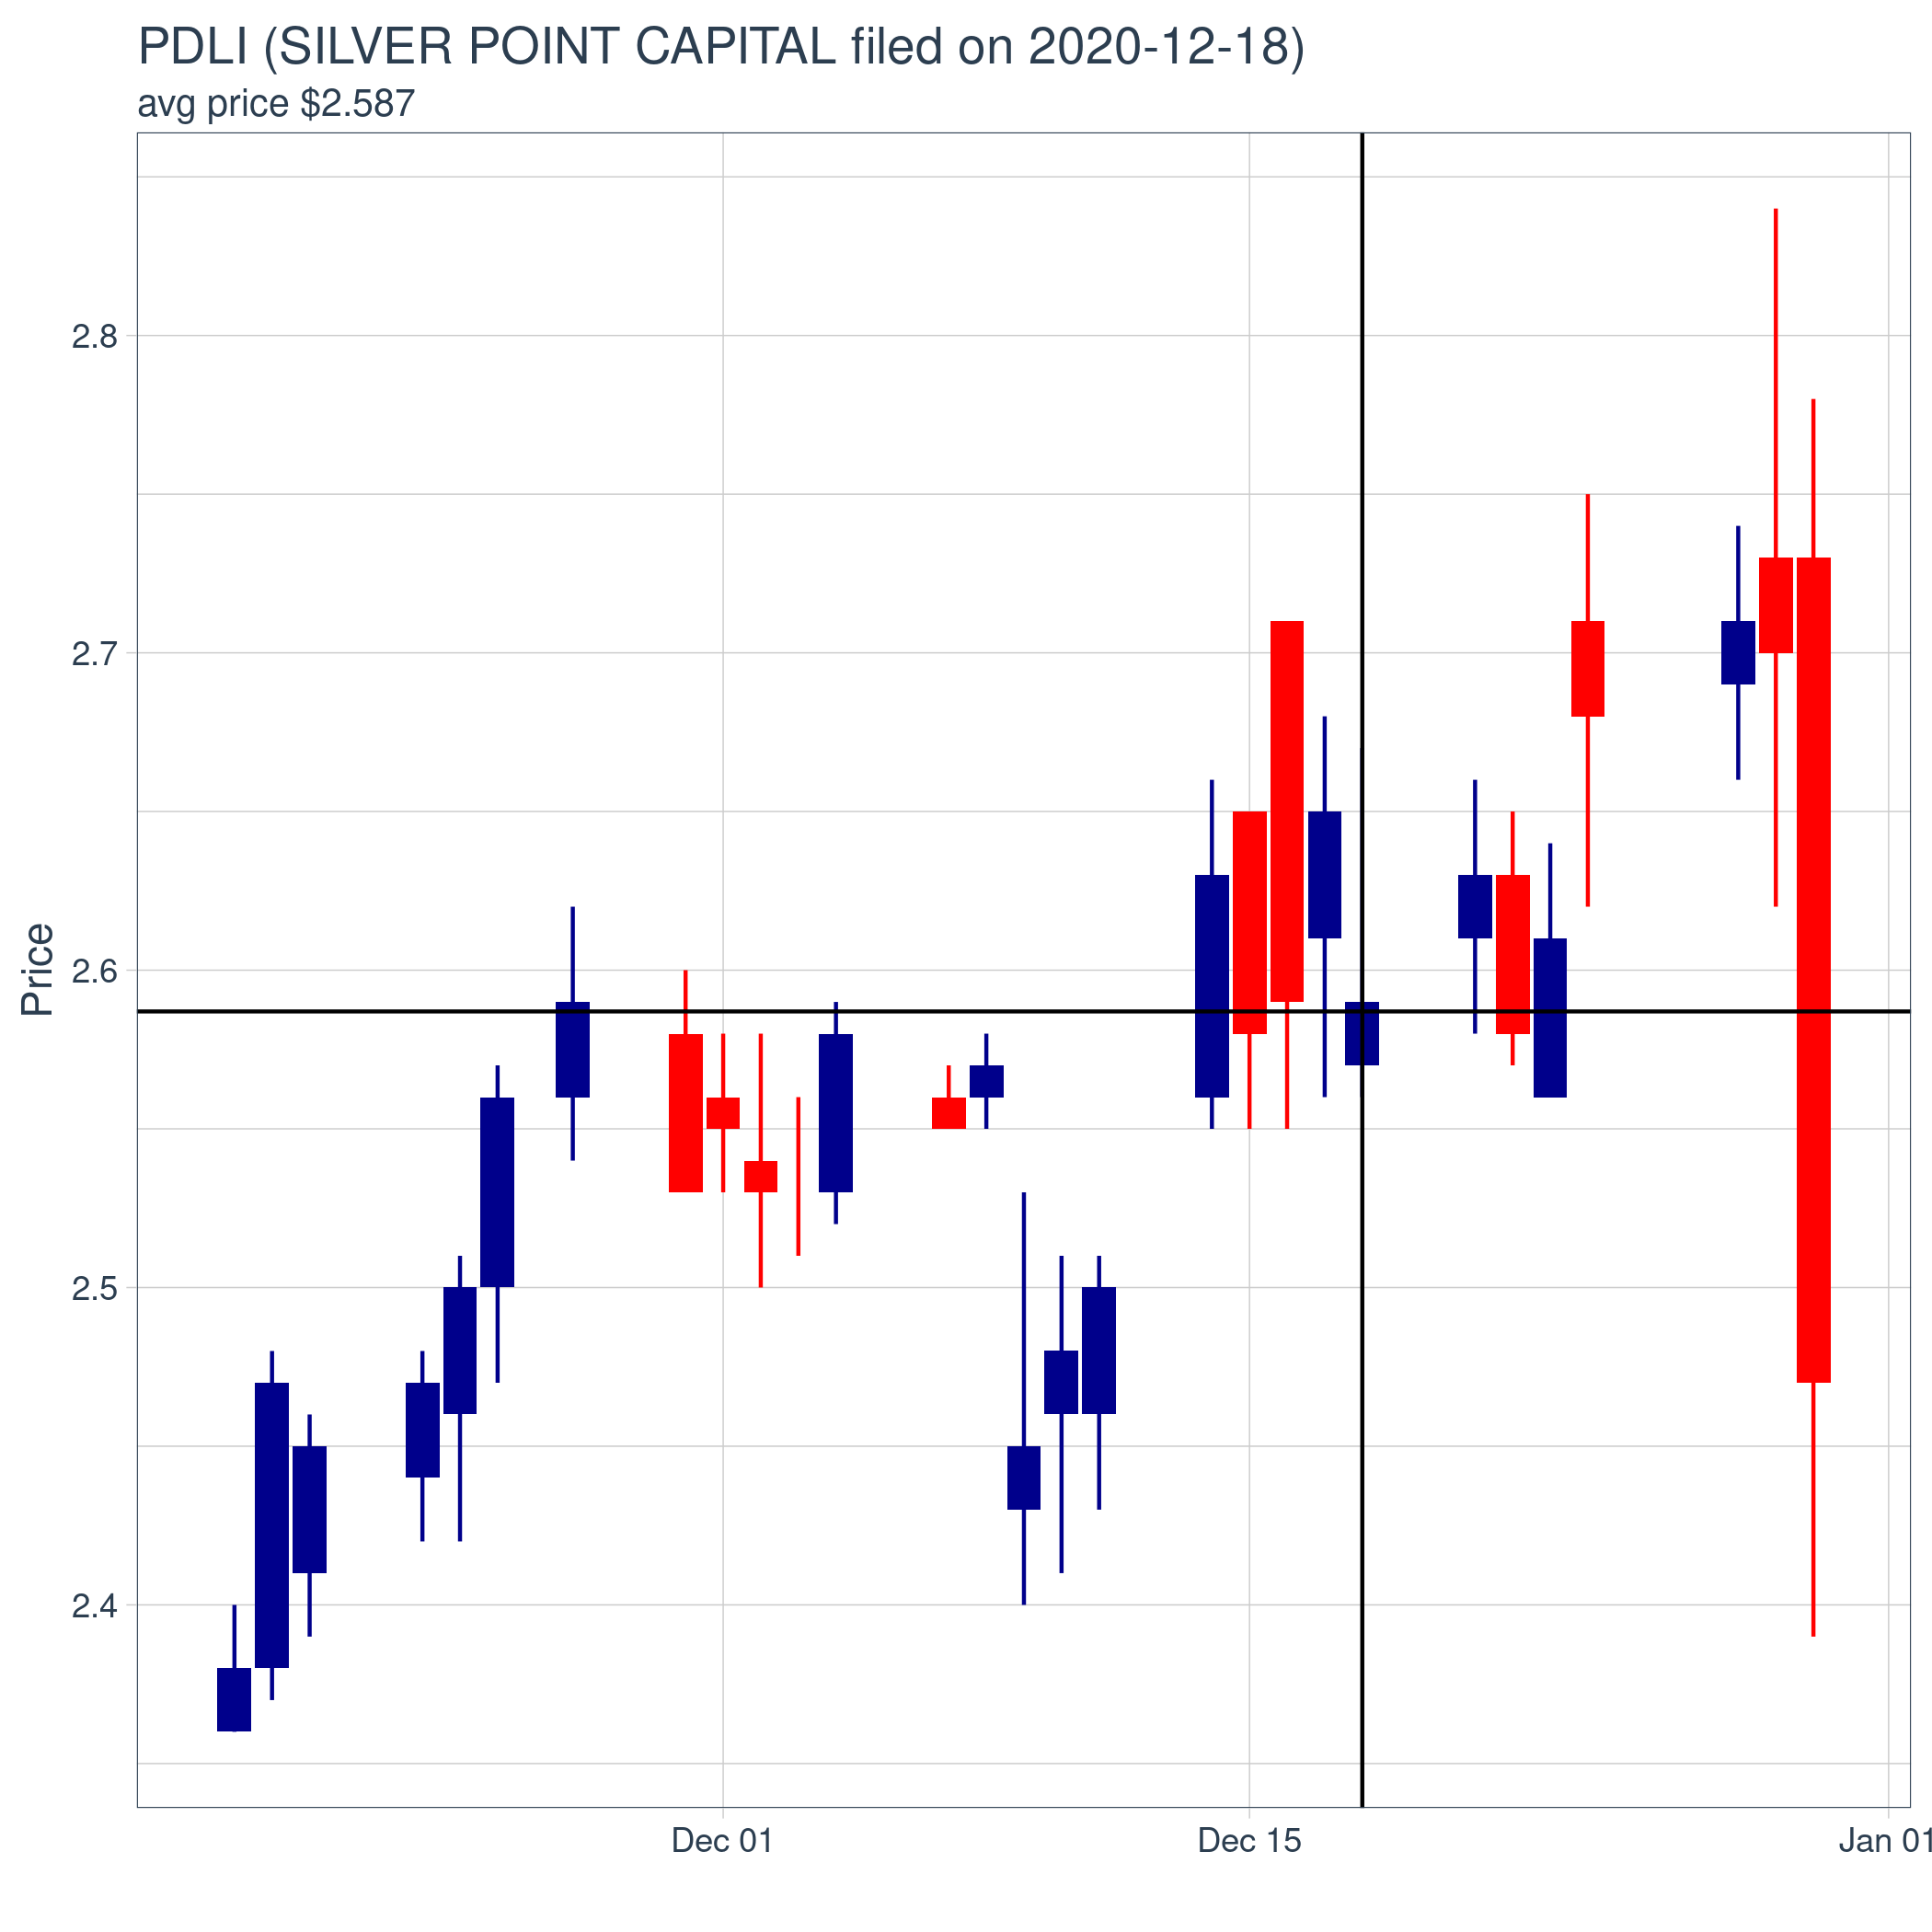 PDLI (SILVER POINT CAPITAL filed on 2020-12-18)
avg price $2.587
2.8
2.7
2.6
2.5
2.4
Price
Dec 01
Dec 15
Jan 01